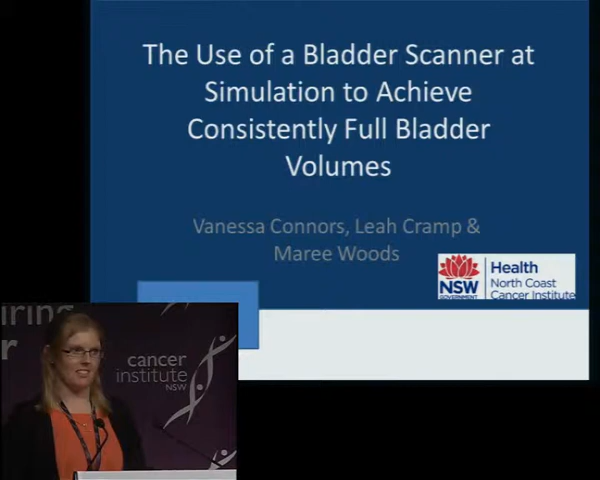 The Use of a Bladder Scanner at
Simulation to Achieve
Consistently Full Bladder
Volumes
Vanessa Connors, Leah Cramp &
Maree Woods
NSW
GOVERNMENT
Health
North Coast
Cancer Institute
cancer
institute
NSW